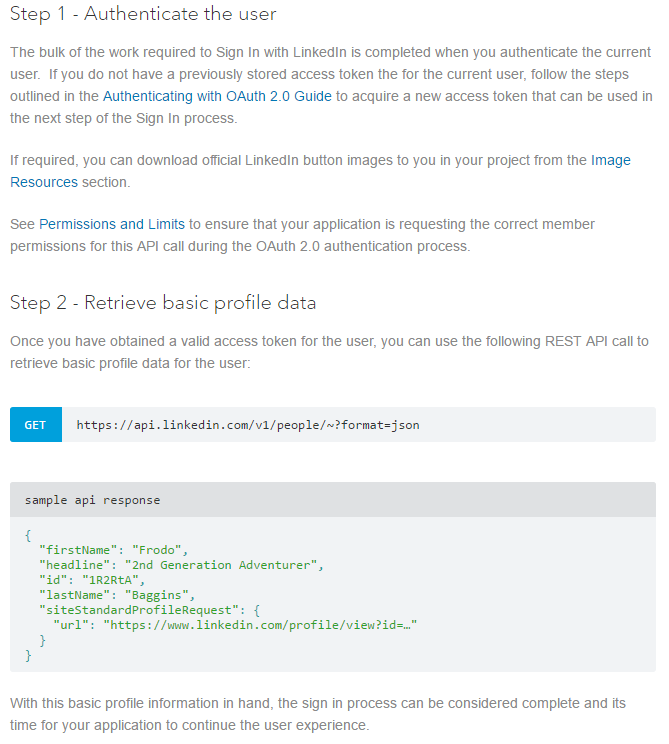 Step 1 - Authenticate the user
The bulk of the work required to Sign In with LinkedIn is completed when you authenticate the current
user.  If you do not have a previously stored access token the for the current user, follow the steps
outlined in the Authenticating with OAuth 2.0 Guide to acquire a new access token that can be used in
the next step of the Sign In process.
If required, you can download official LinkedIn button images to you in your project from the Image
Resources section.
See Permissions and Limits to ensure that your application is requesting the correct member
permissions for this API call during the OAuth 2.0 authentication process.
Step 2 - Retrieve basic profile data
Once you have obtained a valid access token for the user, you can use the following REST API call to
retrieve basic profile data for the user:
GET https://api.linkedin.com/v1/people/~?format=json
sample api response
{
  "firstName": "Frodo",
  "headline": "2nd Generation Adventurer",
  "id": "1R2RtA",
  "lastName": "Baggins",
  "siteStandardProfileRequest": {
    "url": "https://www.linkedin.com/profile/view?id=…"
  }
}
With this basic profile information in hand, the sign in process can be considered complete and its
time for your application to continue the user experience.